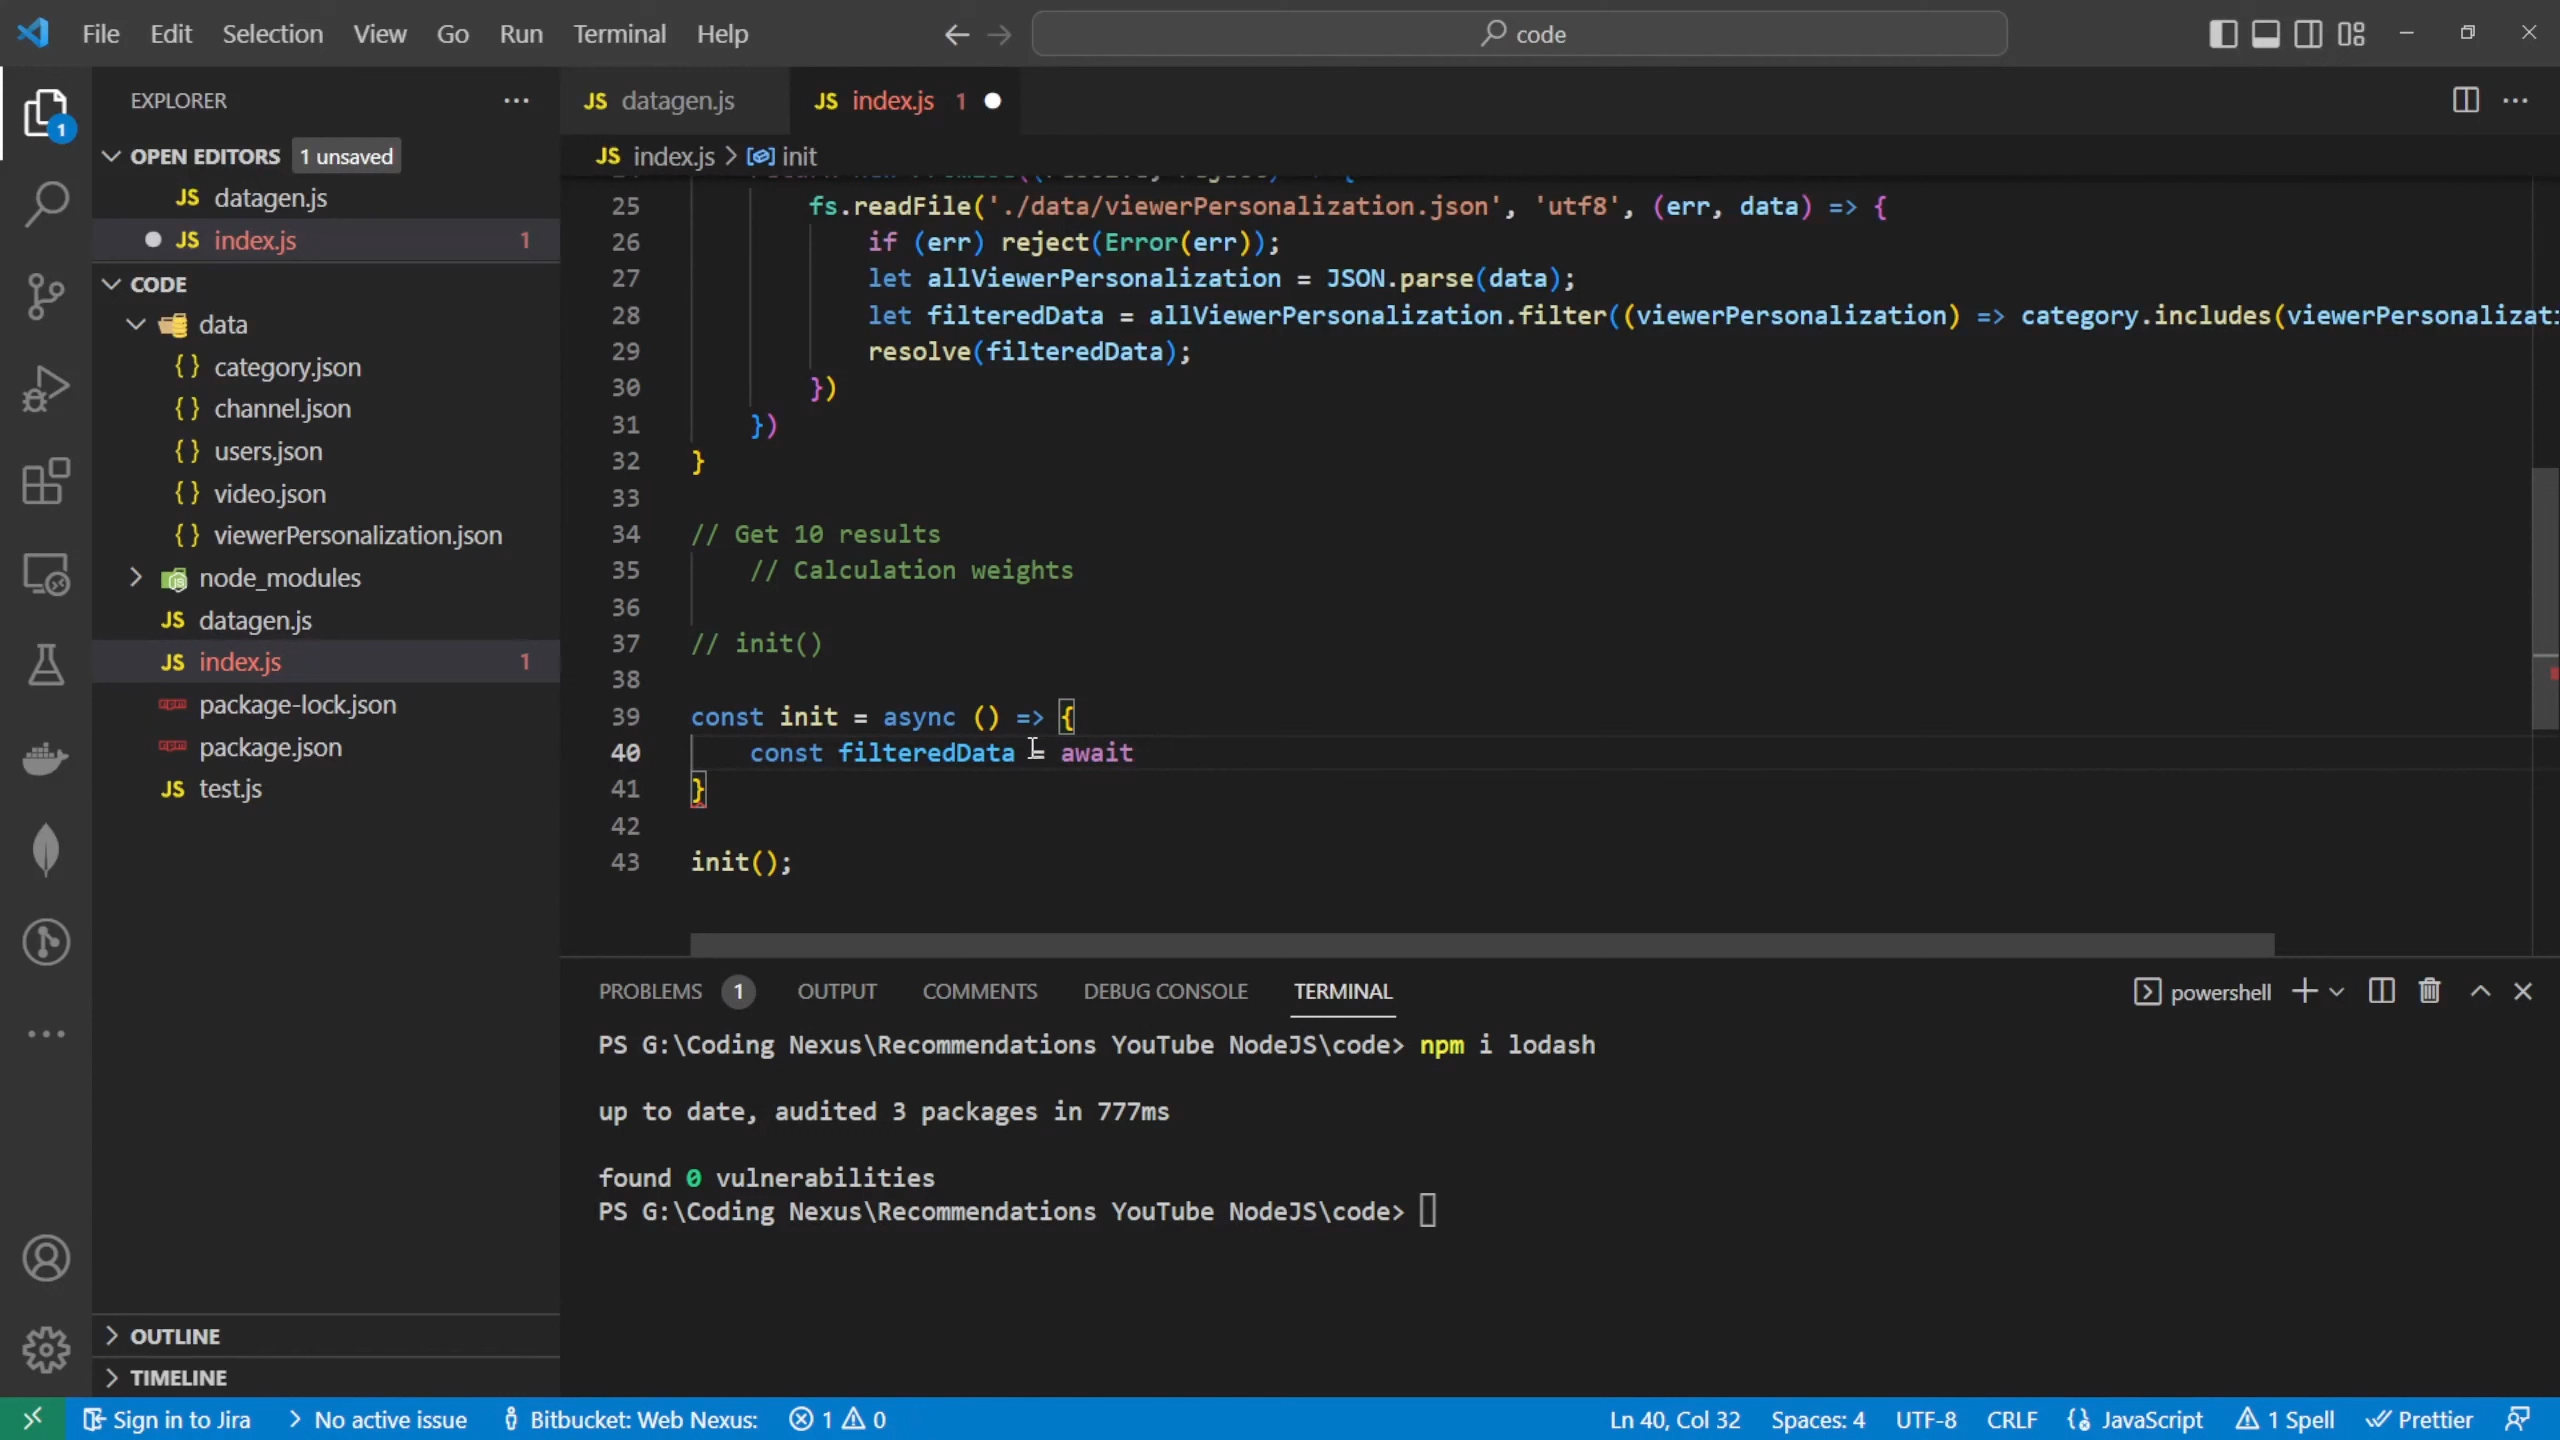 File Edit Selection View Go Run Terminal Help
code
EXPLORER
1
OPEN EDITORS 1 unsaved
JS datagen.js
JS index.js 1
CODE
data
{} category.json
{} channel.json
{} users.json
{} video.json
{} viewerPersonalization.json
node_modules
JS datagen.js
JS index.js 1
package-lock.json
package.json
JS test.js
OUTLINE
TIMELINE
JS datagen.js JS index.js 1
JS index.js > init
25 fs.readFile('./data/viewerPersonalization.json', 'utf8', (err, data) => {
26 if (err) reject(Error(err));
27 let allViewerPersonalization = JSON.parse(data);
28 let filteredData = allViewerPersonalization.filter((viewerPersonalization) => category.includes(viewerPersonalizat
29 resolve(filteredData);
30 })
31 })
32 }
33
34 // Get 10 results
35 // Calculation weights
36
37 // init()
38
39 const init = async () => {
40 const filteredData = await
41 }
42
43 init();
PROBLEMS 1 OUTPUT COMMENTS DEBUG CONSOLE TERMINAL
powershell
PS G:\Coding Nexus\Recommendations YouTube NodeJS\code> npm i lodash
up to date, audited 3 packages in 777ms
found 0 vulnerabilities
PS G:\Coding Nexus\Recommendations YouTube NodeJS\code>
Sign in to Jira No active issue Bitbucket: Web Nexus: 1 0 Ln 40, Col 32 Spaces: 4 UTF-8 CRLF JavaScript 1 Spell Prettier